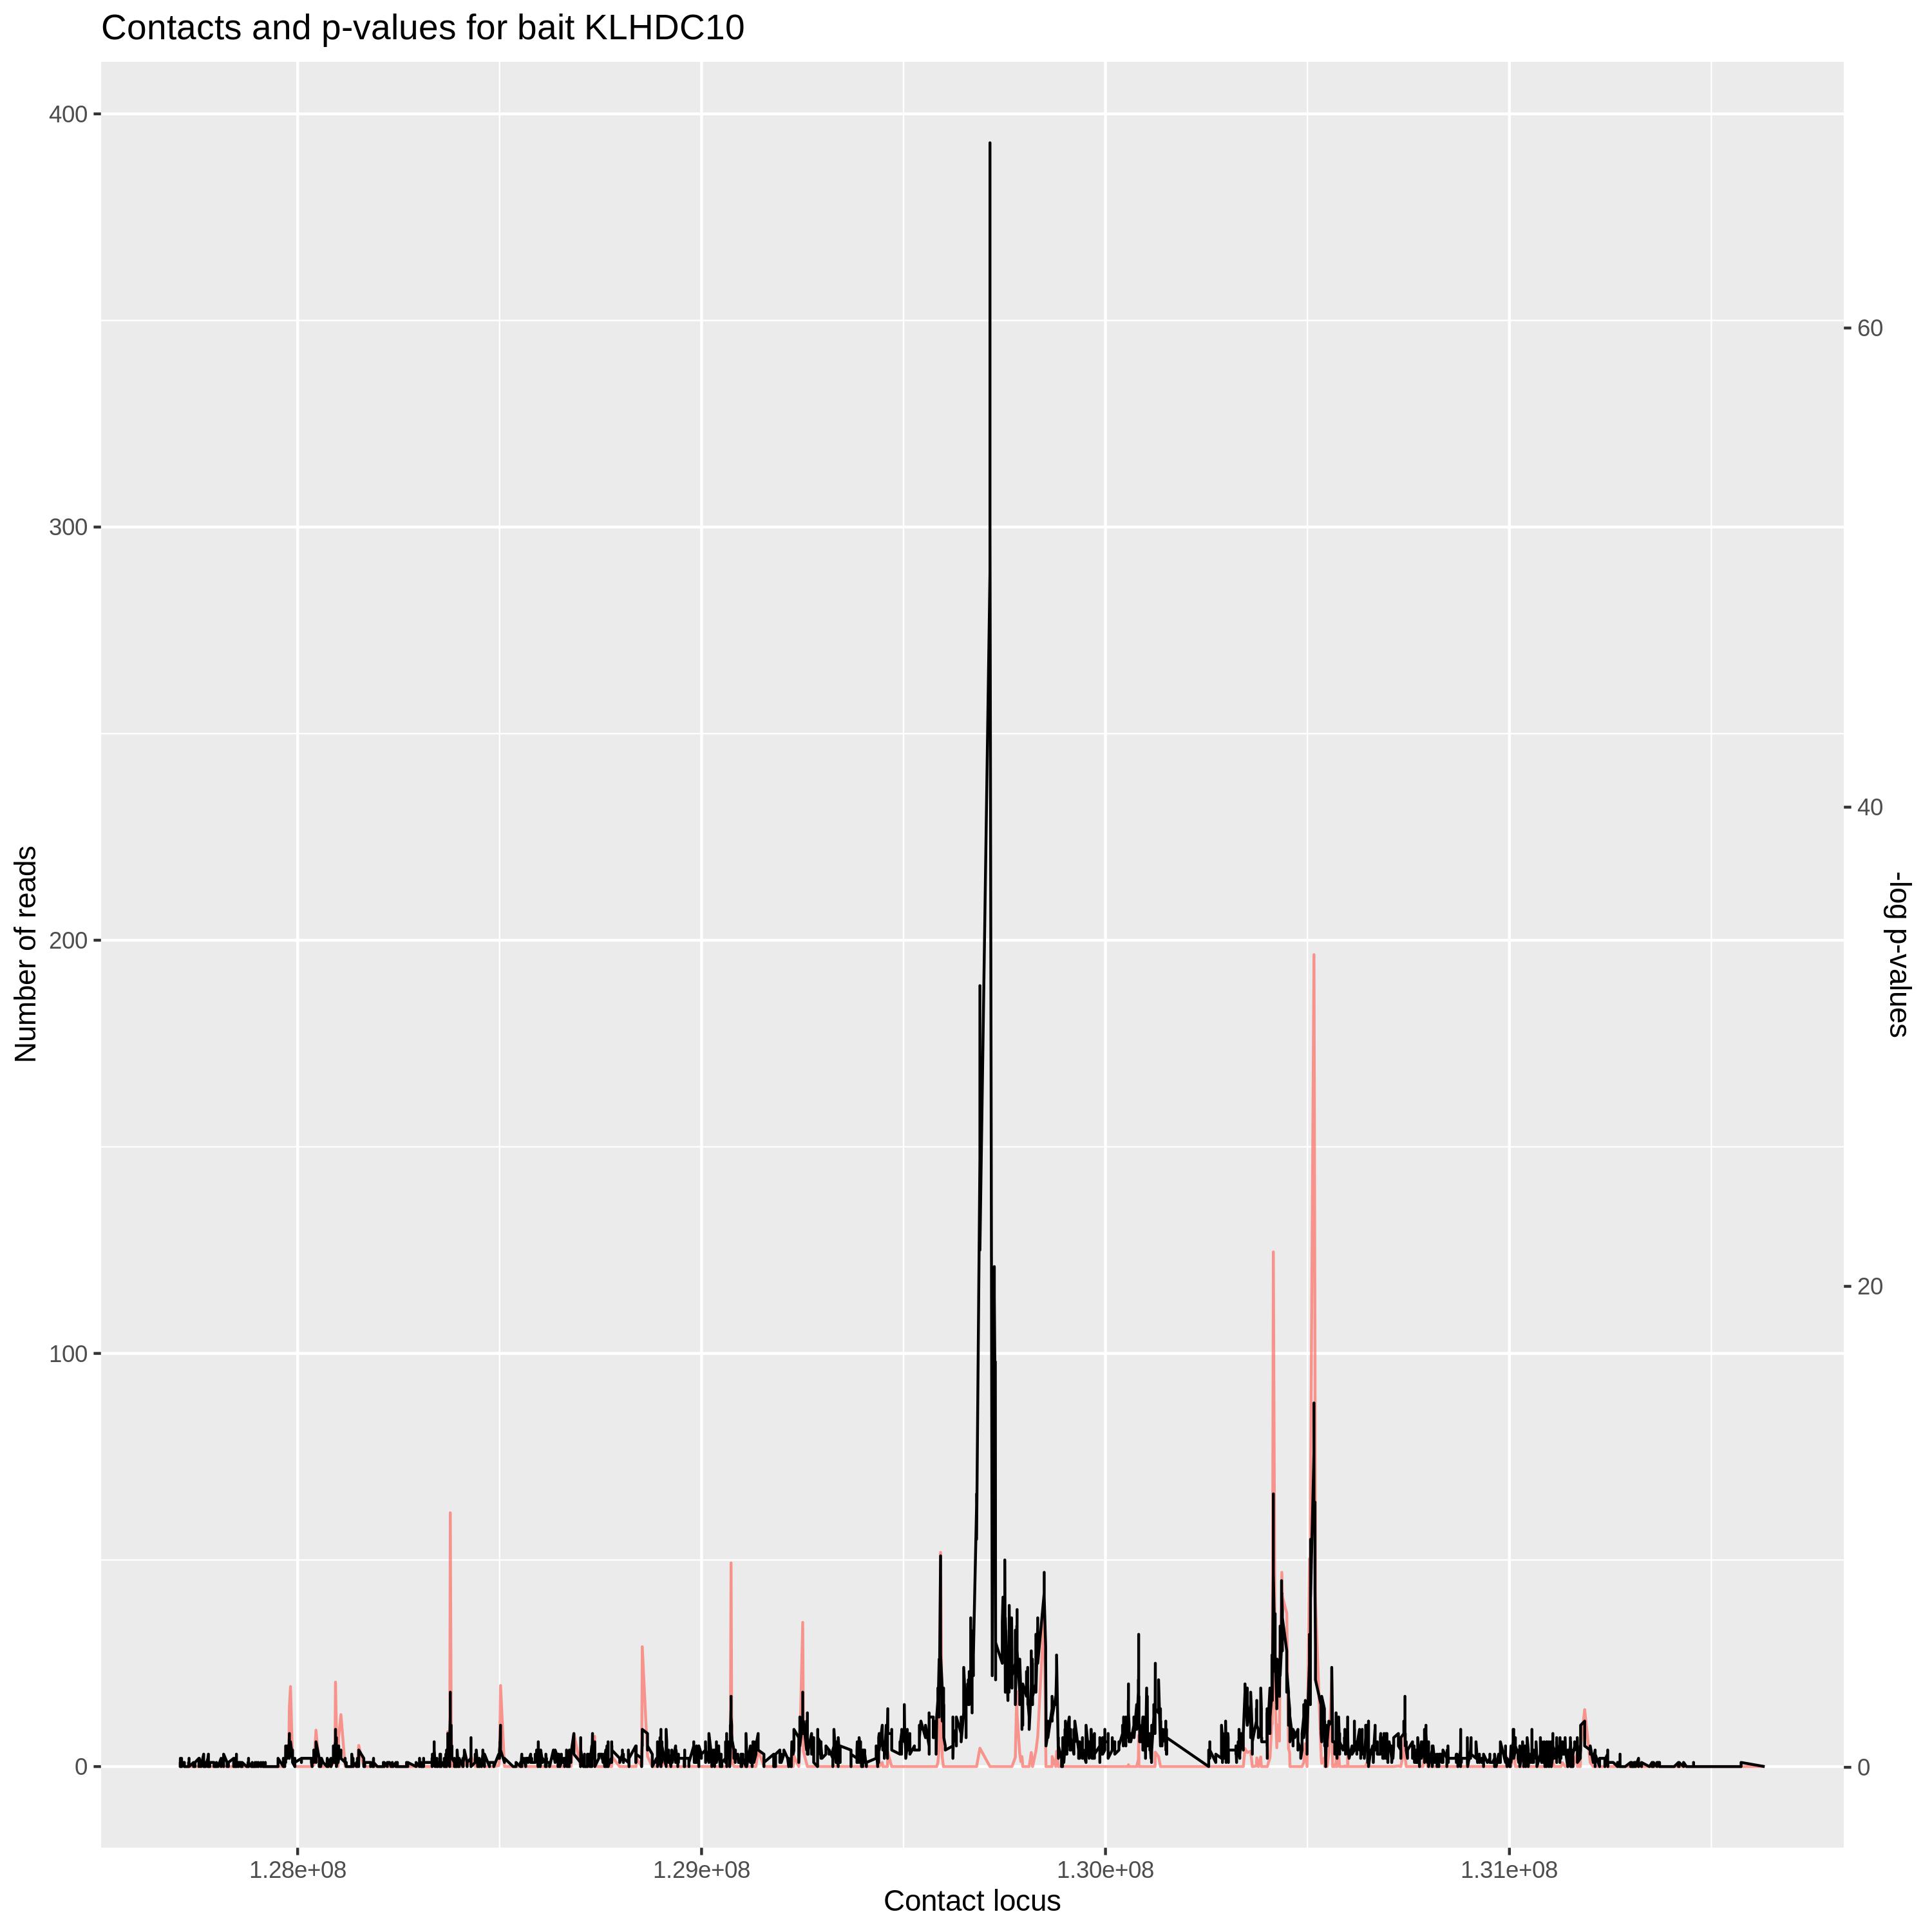 Contacts and p-values for bait KLHDC10
400
300
200
100
0
Number of reads
60
40
20
0
-log p-values
1.28e+08
1.29e+08
1.30e+08
1.31e+08
Contact locus